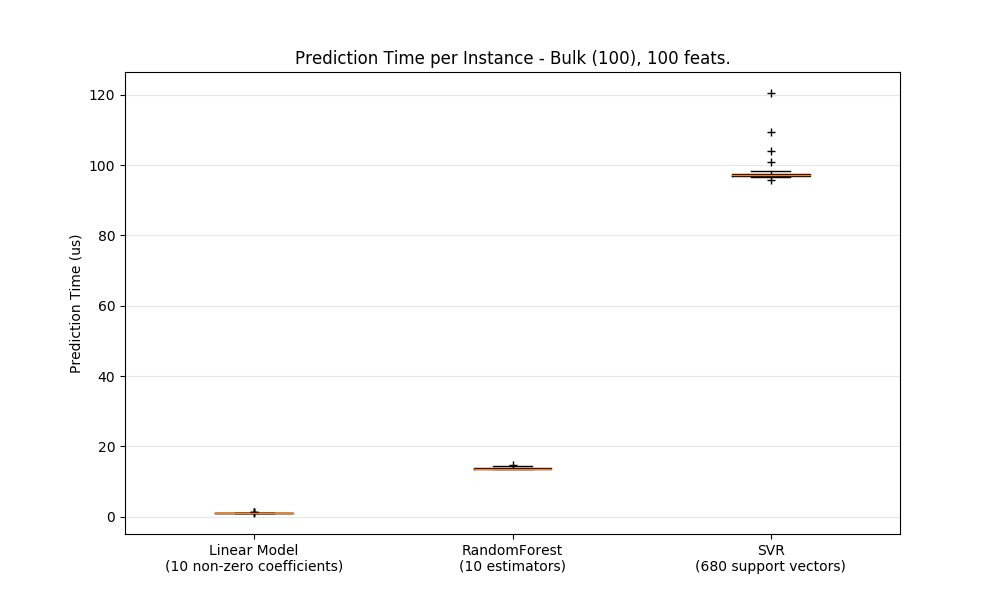 Prediction Time per Instance - Bulk (100), 100 feats.
120
100
80
60
40
20
0
Prediction Time (us)
Linear Model
(10 non-zero coefficients)
RandomForest
(10 estimators)
SVR
(680 support vectors)